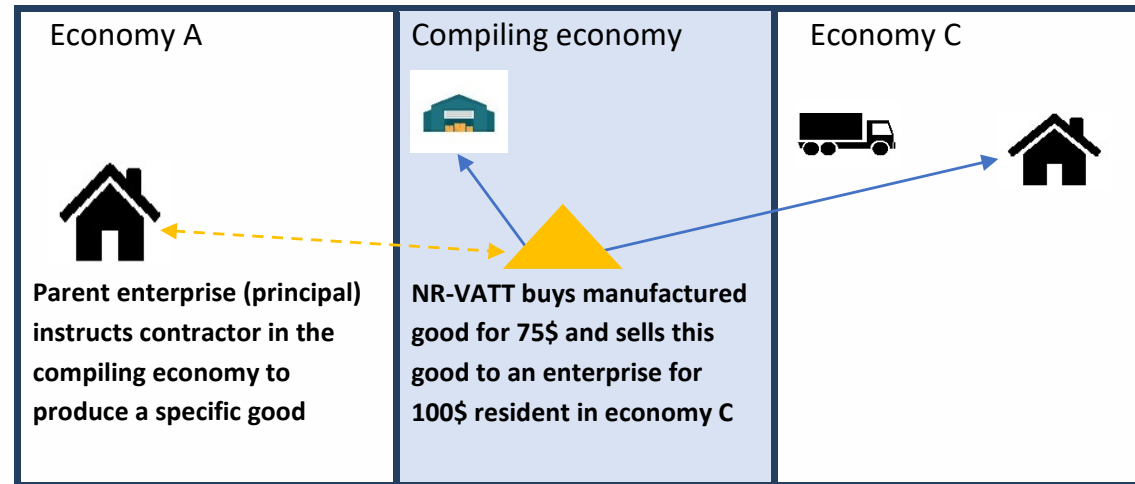 Economy A
Parent enterprise (principal)
instructs contractor in the
compiling economy to
produce a specific good
Compiling economy
NR-VATT buys manufactured
good for 75$ and sells this
good to an enterprise for
100$ resident in economy C
Economy C